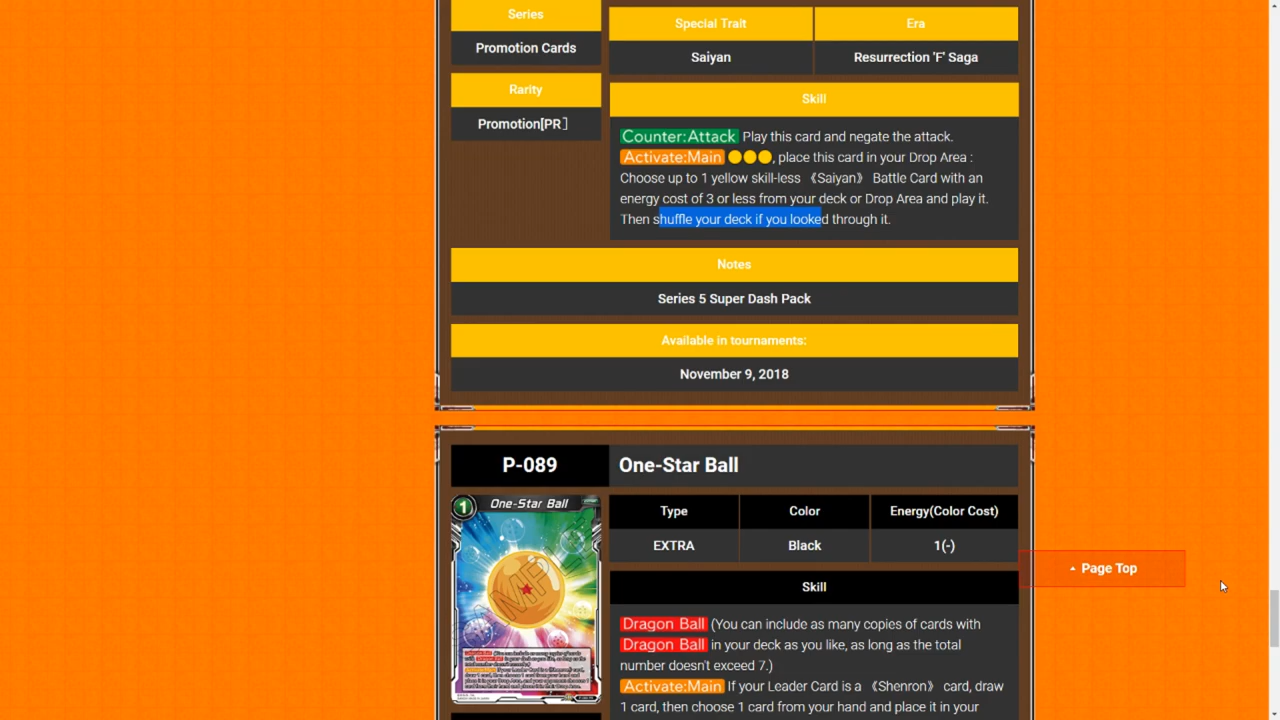 Series
Special Trait
Era
Promotion Cards
Saiyan
Resurrection 'F' Saga
Rarity
Skill
Promotion[PR]
Counter:Attack Play this card and negate the attack.
Activate:Main , place this card in your Drop Area :
Choose up to 1 yellow skill-less 《Saiyan》 Battle Card with an
energy cost of 3 or less from your deck or Drop Area and play it.
Then shuffle your deck if you looked through it.
Notes
Series 5 Super Dash Pack
Available in tournaments:
November 9, 2018
P-089
One-Star Ball
1
One-Star Ball
Type
Color
Energy(Color Cost)
EXTRA
Black
1(-)
Page Top
Skill
Dragon Ball (You can include as many copies of cards with
Dragon Ball in your deck as you like, as long as the total
number doesn't exceed 7.)
Activate:Main If your Leader Card is a 《Shenron》 card, draw
1 card, then choose 1 card from your hand and place it in your